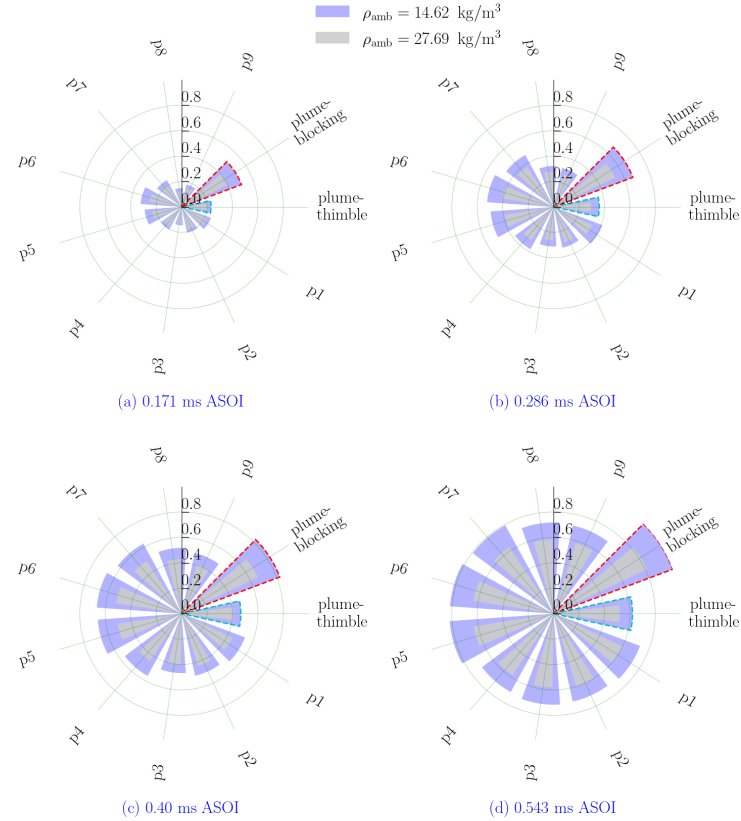 ρamb = 14.62 kg/m³
ρamb = 27.69 kg/m³
p8
p9
p7
0.8
0.6
0.4
0.2
0.0
plume-
blocking
p6
plume-
thimble
p5
p1
p4
p2
p3
(a) 0.171 ms ASOI
p8
p9
p7
0.8
0.6
0.4
0.2
0.0
plume-
blocking
p6
plume-
thimble
p5
p1
p4
p2
p3
(b) 0.286 ms ASOI
p8
p9
p7
0.8
0.6
0.4
0.2
0.0
plume-
blocking
p6
plume-
thimble
p5
p1
p4
p2
p3
(c) 0.40 ms ASOI
p8
p9
p7
0.8
0.6
0.4
0.2
0.0
plume-
blocking
p6
plume-
thimble
p5
p1
p4
p2
p3
(d) 0.543 ms ASOI